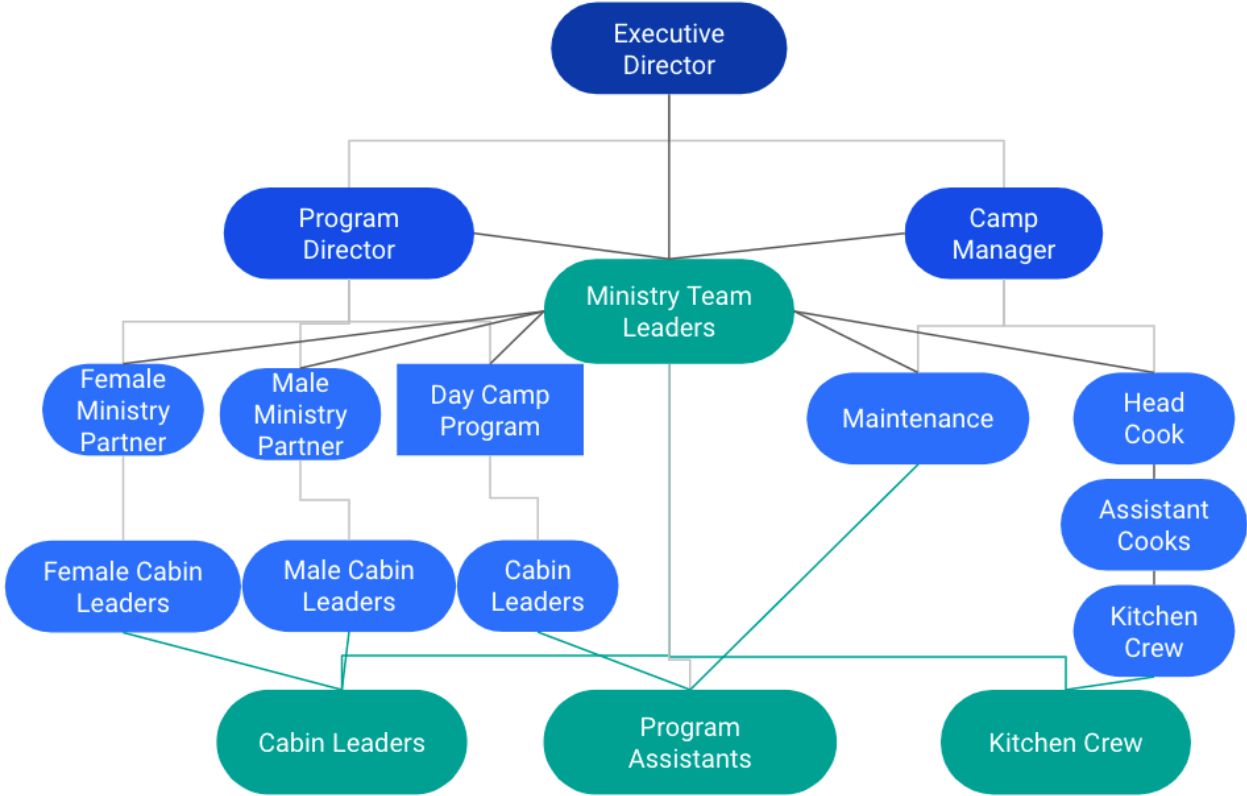 Executive
Director
Program
Director
Camp
Manager
Ministry Team
Leaders
Female
Ministry
Partner
Male
Ministry
Partner
Day Camp
Program
Maintenance
Head
Cook
Assistant
Cooks
Female Cabin
Leaders
Male Cabin
Leaders
Cabin
Leaders
Kitchen
Crew
Cabin Leaders
Program
Assistants
Kitchen Crew